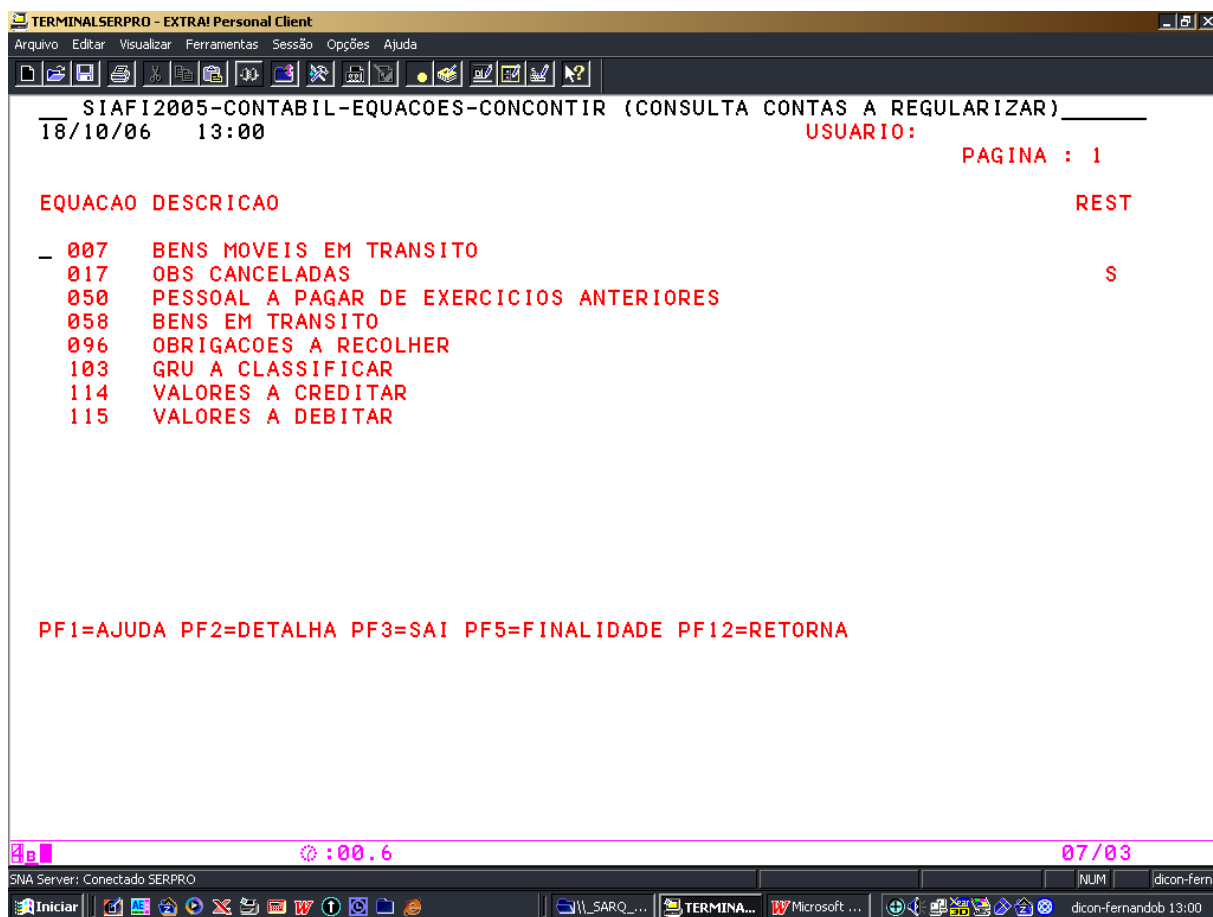 TERMINALSERPRO - EXTRA! Personal Client
Arquivo Editar Visualizar Ferramentas Sessão Opções Ajuda
SIAFI2005-CONTABIL-EQUACOES-CONCONTIR (CONSULTA CONTAS A REGULARIZAR)
18/10/06 13:00 USUARIO:
PAGINA : 1
EQUACAO DESCRICAO REST
_ 007 BENS MOVEIS EM TRANSITO
017 OBS CANCELADAS S
050 PESSOAL A PAGAR DE EXERCICIOS ANTERIORES
058 BENS EM TRANSITO
096 OBRIGACOES A RECOLHER
103 GRU A CLASSIFICAR
114 VALORES A CREDITAR
115 VALORES A DEBITAR
PF1=AJUDA PF2=DETALHA PF3=SAI PF5=FINALIDADE PF12=RETORNA
4B :00.6 07/03
SNA Server: Conectado SERPRO NUM dicon-fern
Iniciar \\_SARQ_... TERMINA... Microsoft ... dicon-fernandob 13:00